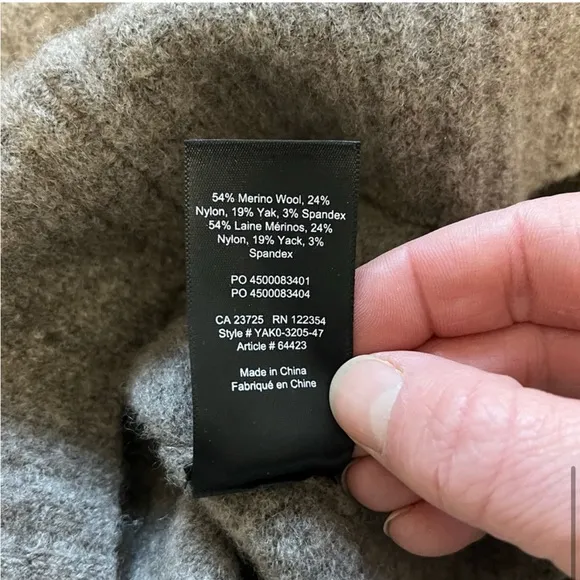 54% Merino Wool, 24%
Nylon, 19% Yak, 3% Spandex
54% Laine Mérinos, 24%
Nylon, 19% Yack, 3%
Spandex
PO 4500083401
PO 4500083404
CA 23725 RN 122354
Style # YAK0-3205-47
Article # 64423
Made in China
Fabriqué en Chine